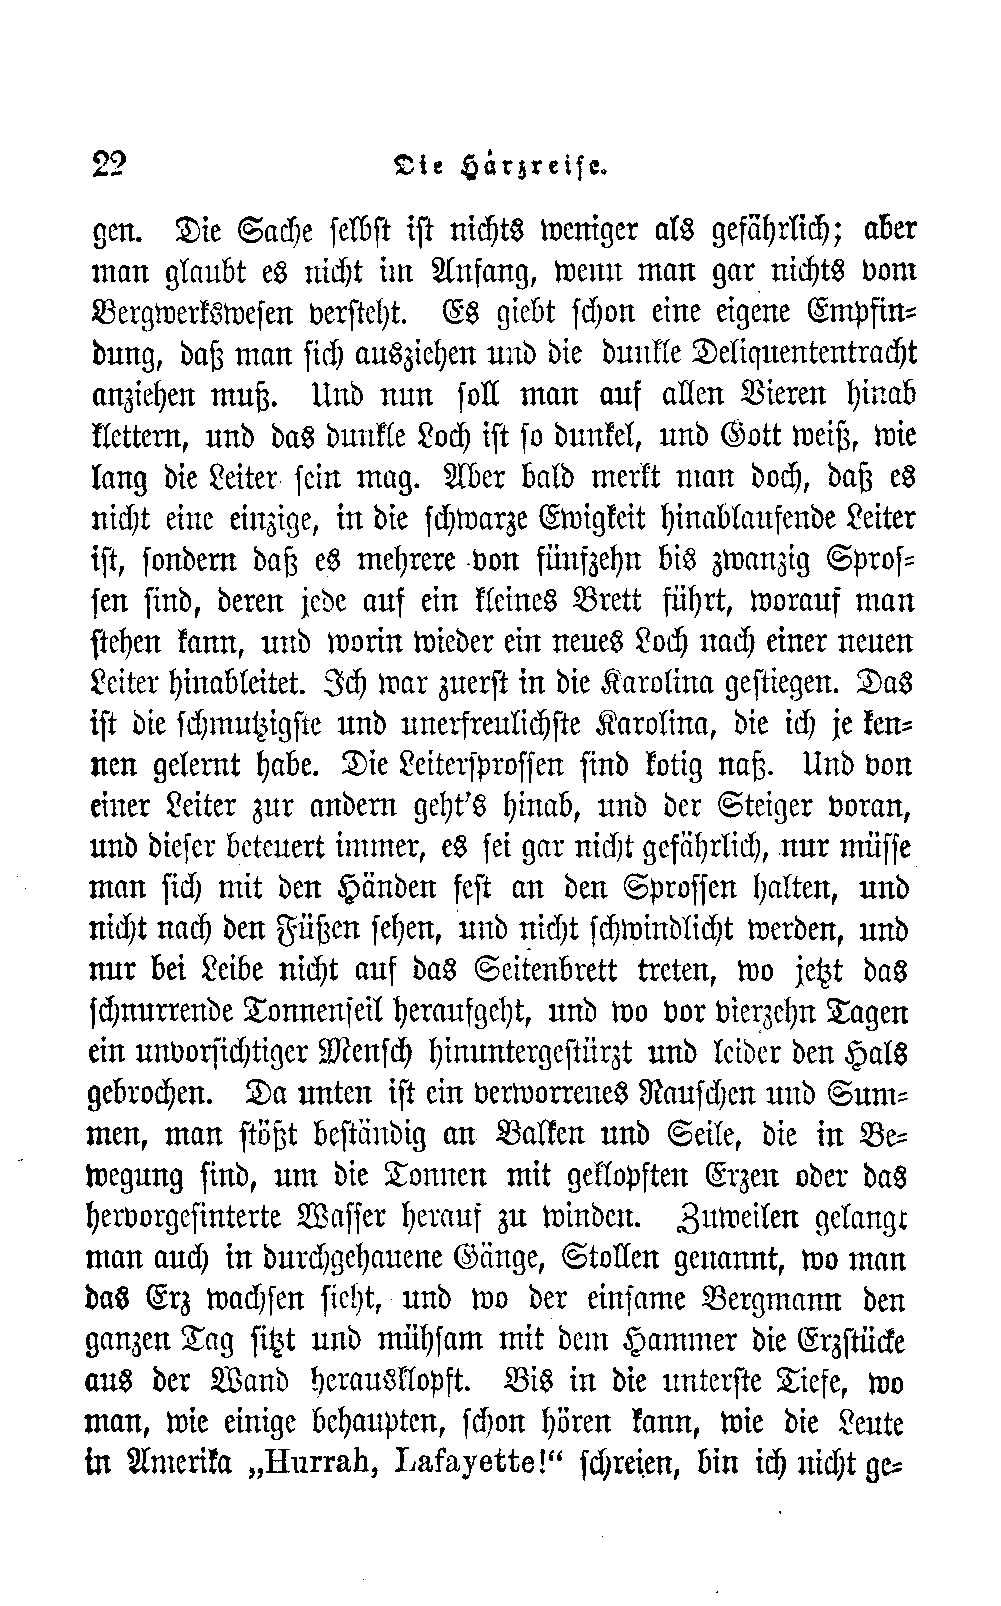 22 Die Harzreise.
gen. Die Sache selbst ist nichts weniger als gefährlich; aber
man glaubt es nicht im Anfang, wenn man gar nichts vom
Bergwerkswesen versteht. Es giebt schon eine eigene Empfin-
dung, daß man sich ausziehen und die dunkle Deliquententracht
anziehen muß. Und nun soll man auf allen Vieren hinab
klettern, und das dunkle Loch ist so dunkel, und Gott weiß, wie
lang die Leiter sein mag. Aber bald merkt man doch, daß es
nicht eine einzige, in die schwarze Ewigkeit hinablaufende Leiter
ist, sondern daß es mehrere von fünfzehn bis zwanzig Spros-
sen sind, deren jede auf ein kleines Brett führt, worauf man
stehen kann, und worin wieder ein neues Loch nach einer neuen
Leiter hinableitet. Ich war zuerst in die Karolina gestiegen. Das
ist die schmutzigste und unerfreulichste Karolina, die ich je ken-
nen gelernt habe. Die Leitersprossen sind kotig naß. Und von
einer Leiter zur andern geht's hinab, und der Steiger voran,
und dieser beteuert immer, es sei gar nicht gefährlich, nur müsse
man sich mit den Händen fest an den Sprossen halten, und
nicht nach den Füßen sehen, und nicht schwindlicht werden, und
nur bei Leibe nicht auf das Seitenbrett treten, wo jetzt das
schnurrende Tonnenseil heraufgeht, und wo vor vierzehn Tagen
ein unvorsichtiger Mensch hinuntergestürzt und leider den Hals
gebrochen. Da unten ist ein verworrenes Rauschen und Sum-
men, man stößt beständig an Balken und Seile, die in Be-
wegung sind, um die Tonnen mit geklopften Erzen oder das
hervorgesinterte Wasser herauf zu winden. Zuweilen gelangt
man auch in durchgehauene Gänge, Stollen genannt, wo man
das Erz wachsen sieht, und wo der einsame Bergmann den
ganzen Tag sitzt und mühsam mit dem Hammer die Erzstücke
aus der Wand herausklopft. Bis in die unterste Tiefe, wo
man, wie einige behaupten, schon hören kann, wie die Leute
in Amerika „Hurrah, Lafayette!“ schreien, bin ich nicht ge-